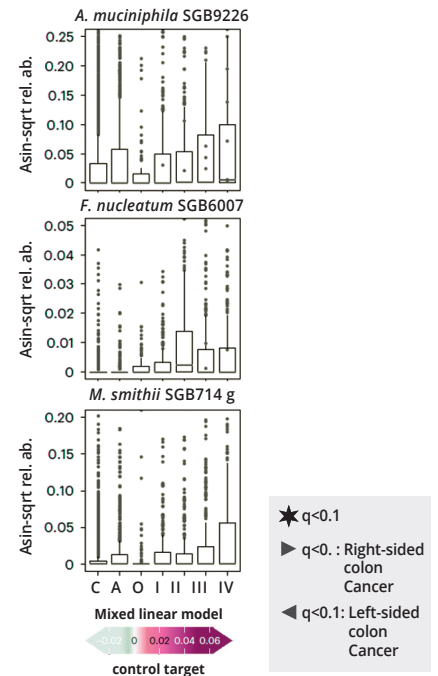 A. muciniphila SGB9226
Asin-sqrt rel. ab.
0.25
0.20
0.15
0.10
0.05
0
F. nucleatum SGB6007
Asin-sqrt rel. ab.
0.05
0.04
0.03
0.02
0.01
0
M. smithii SGB714 g
Asin-sqrt rel. ab.
0.20
0.15
0.10
0.05
0
C A O I II III IV
Mixed linear model
-0.02 0 0.02 0.04 0.06
control target
q<0.1
q<0. : Right-sided
colon
Cancer
q<0.1: Left-sided
colon
Cancer